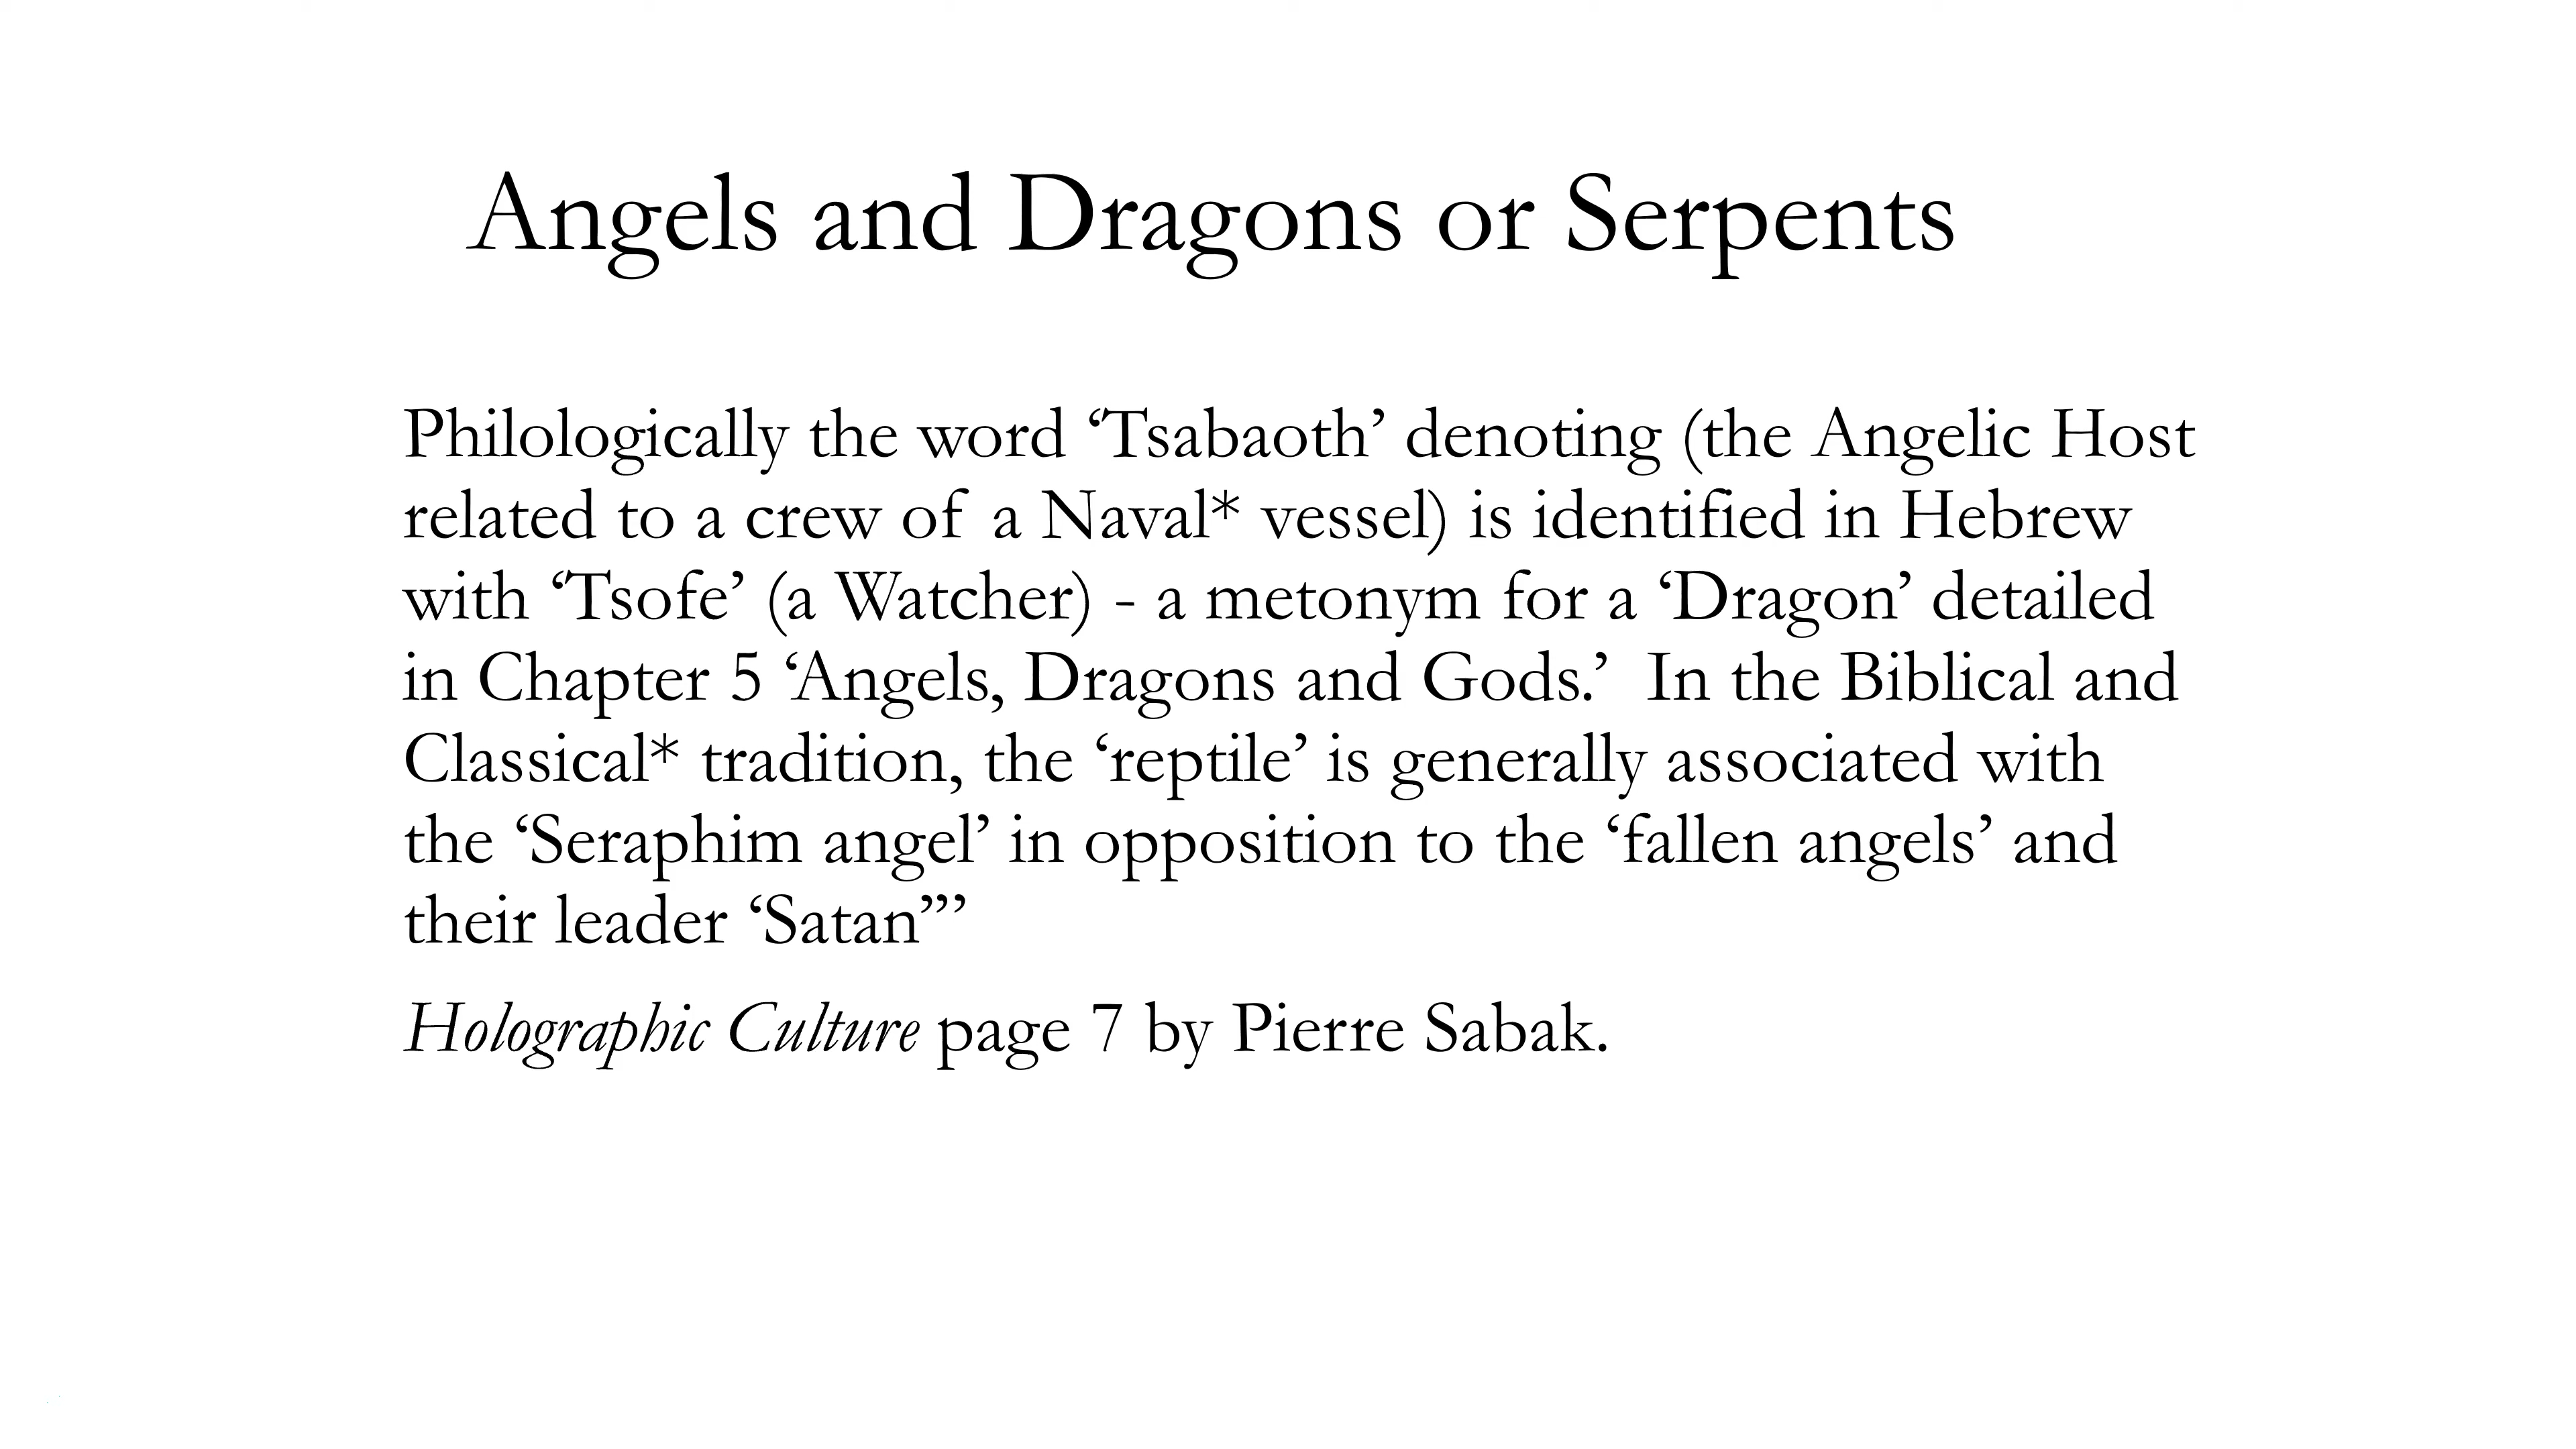 Angels and Dragons or Serpents
Philologically the word ‘Tsabaoth’ denoting (the Angelic Host
related to a crew of a Naval* vessel) is identified in Hebrew
with ‘Tsofe’ (a Watcher) - a metonym for a ‘Dragon’ detailed
in Chapter 5 ‘Angels, Dragons and Gods.’ In the Biblical and
Classical* tradition, the ‘reptile’ is generally associated with
the ‘Seraphim angel’ in opposition to the ‘fallen angels’ and
their leader ‘Satan”’
Holographic Culture page 7 by Pierre Sabak.